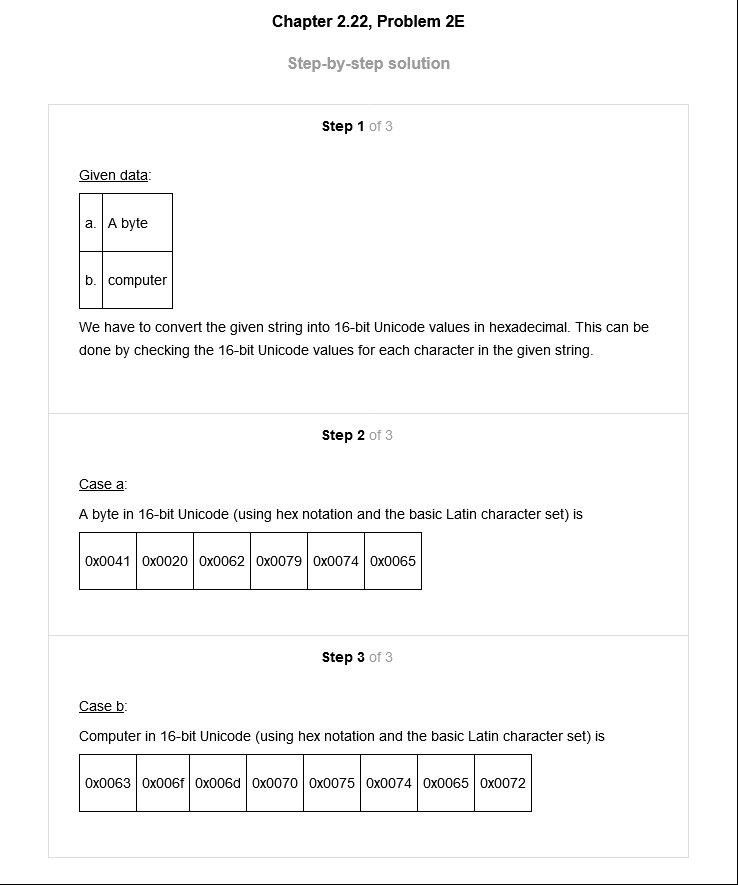 Chapter 2.22, Problem 2E
Step-by-step solution
Step 1 of 3
Given data:
a. A byte
b. computer
We have to convert the given string into 16-bit Unicode values in hexadecimal. This can be
done by checking the 16-bit Unicode values for each character in the given string.
Step 2 of 3
Case a:
A byte in 16-bit Unicode (using hex notation and the basic Latin character set) is
0x0041 0x0020 0x0062 0x0079 0x0074 0x0065
Step 3 of 3
Case b:
Computer in 16-bit Unicode (using hex notation and the basic Latin character set) is
0x0063 0x006f 0x006d 0x0070 0x0075 0x0074 0x0065 0x0072